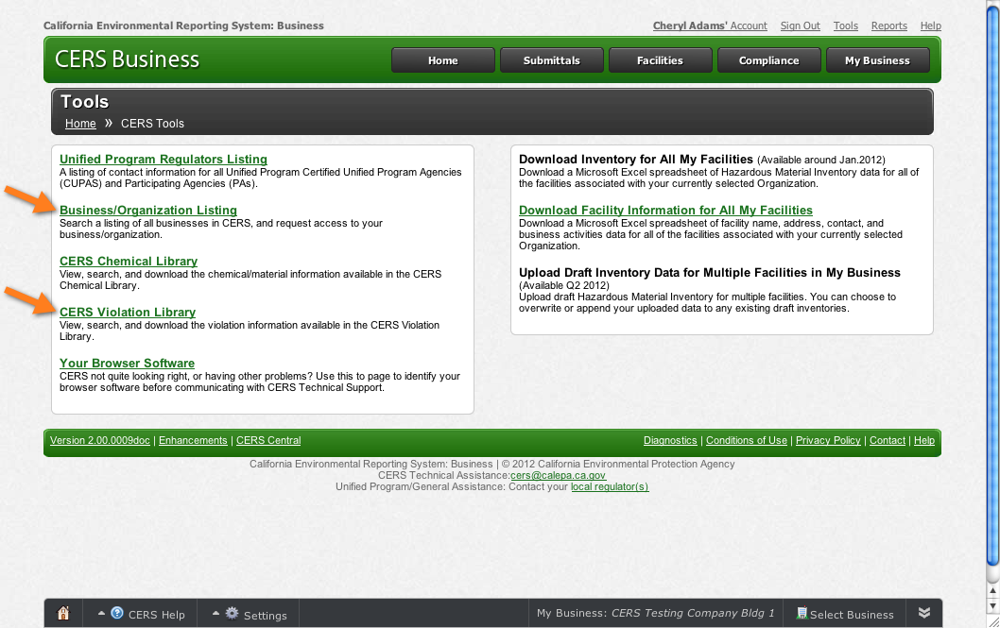 California Environmental Reporting System: Business
Cheryl Adams' Account Sign Out Tools Reports Help
CERS Business
Home Submittals Facilities Compliance My Business
Tools
Home » CERS Tools
Unified Program Regulators Listing
A listing of contact information for all Unified Program Certified Unified Program Agencies
(CUPAS) and Participating Agencies (PAs).
Business/Organization Listing
Search a listing of all businesses in CERS, and request access to your
business/organization.
CERS Chemical Library
View, search, and download the chemical/material information available in the CERS
Chemical Library.
CERS Violation Library
View, search, and download the violation information available in the CERS Violation
Library.
Your Browser Software
CERS not quite looking right, or having other problems? Use this to page to identify your
browser software before communicating with CERS Technical Support.
Download Inventory for All My Facilities (Available around Jan.2012)
Download a Microsoft Excel spreadsheet of Hazardous Material Inventory data for all of
the facilities associated with your currently selected Organization.
Download Facility Information for All My Facilities
Download a Microsoft Excel spreadsheet of facility name, address, contact, and
business activities data for all of the facilities associated with your currently selected
Organization.
Upload Draft Inventory Data for Multiple Facilities in My Business
(Available Q2 2012)
Upload draft Hazardous Material Inventory for multiple facilities. You can choose to
overwrite or append your uploaded data to any existing draft inventories.
Version 2.00.0009doc | Enhancements | CERS Central
Diagnostics | Conditions of Use | Privacy Policy | Contact | Help
California Environmental Reporting System: Business | © 2012 California Environmental Protection Agency
CERS Technical Assistance:cers@calepa.ca.gov
Unified Program/General Assistance: Contact your local regulator(s)
CERS Help Settings My Business: CERS Testing Company Bldg 1 Select Business